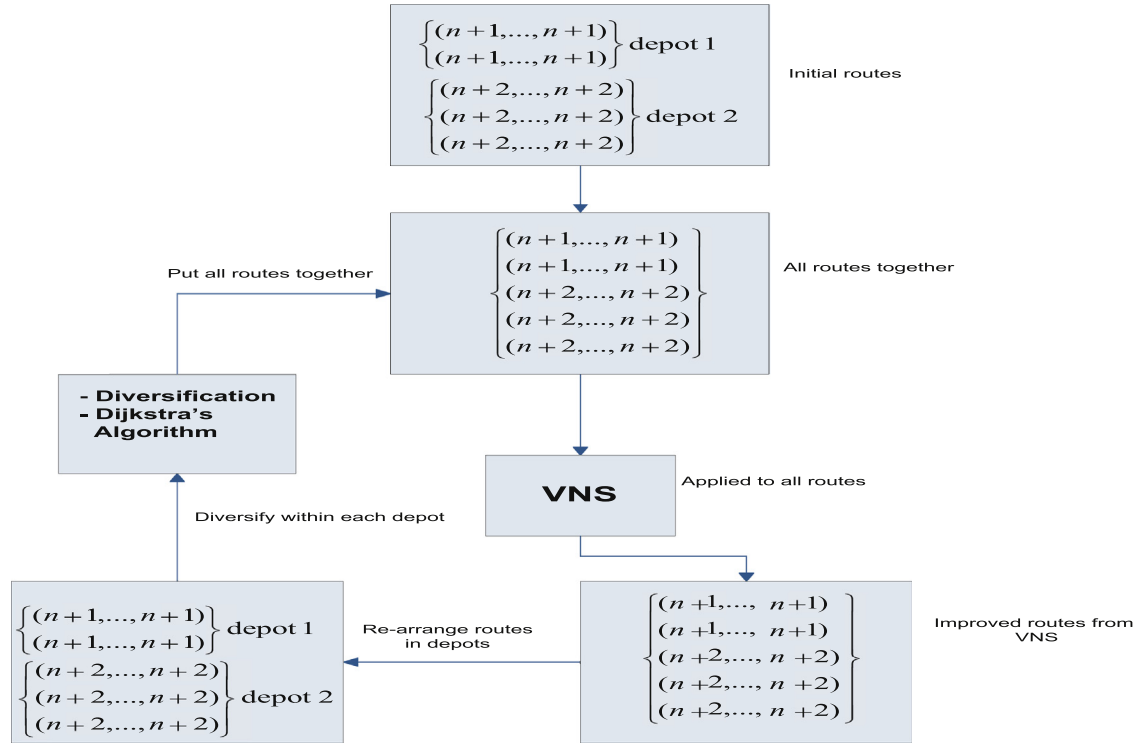 (n+1,..., n+1)
(n+1,..., n+1)
depot 1
(n+2,..., n+2)
(n+2,..., n+2)
(n+2,..., n+2)
depot 2
Initial routes
(n+1,..., n+1)
(n+1,..., n+1)
(n+2,..., n+2)
(n+2,..., n+2)
(n+2,..., n+2)
All routes together
Put all routes together
- Diversification
- Dijkstra's
Algorithm
VNS
Applied to all routes
Diversify within each depot
(n+1,..., n+1)
(n+1,..., n+1)
depot 1
(n+2,..., n+2)
(n+2,..., n+2)
(n+2,..., n+2)
depot 2
Re-arrange routes
in depots
(n+1,..., n+1)
(n+1,..., n+1)
(n+2,..., n+2)
(n+2,..., n+2)
(n+2,..., n+2)
Improved routes from
VNS